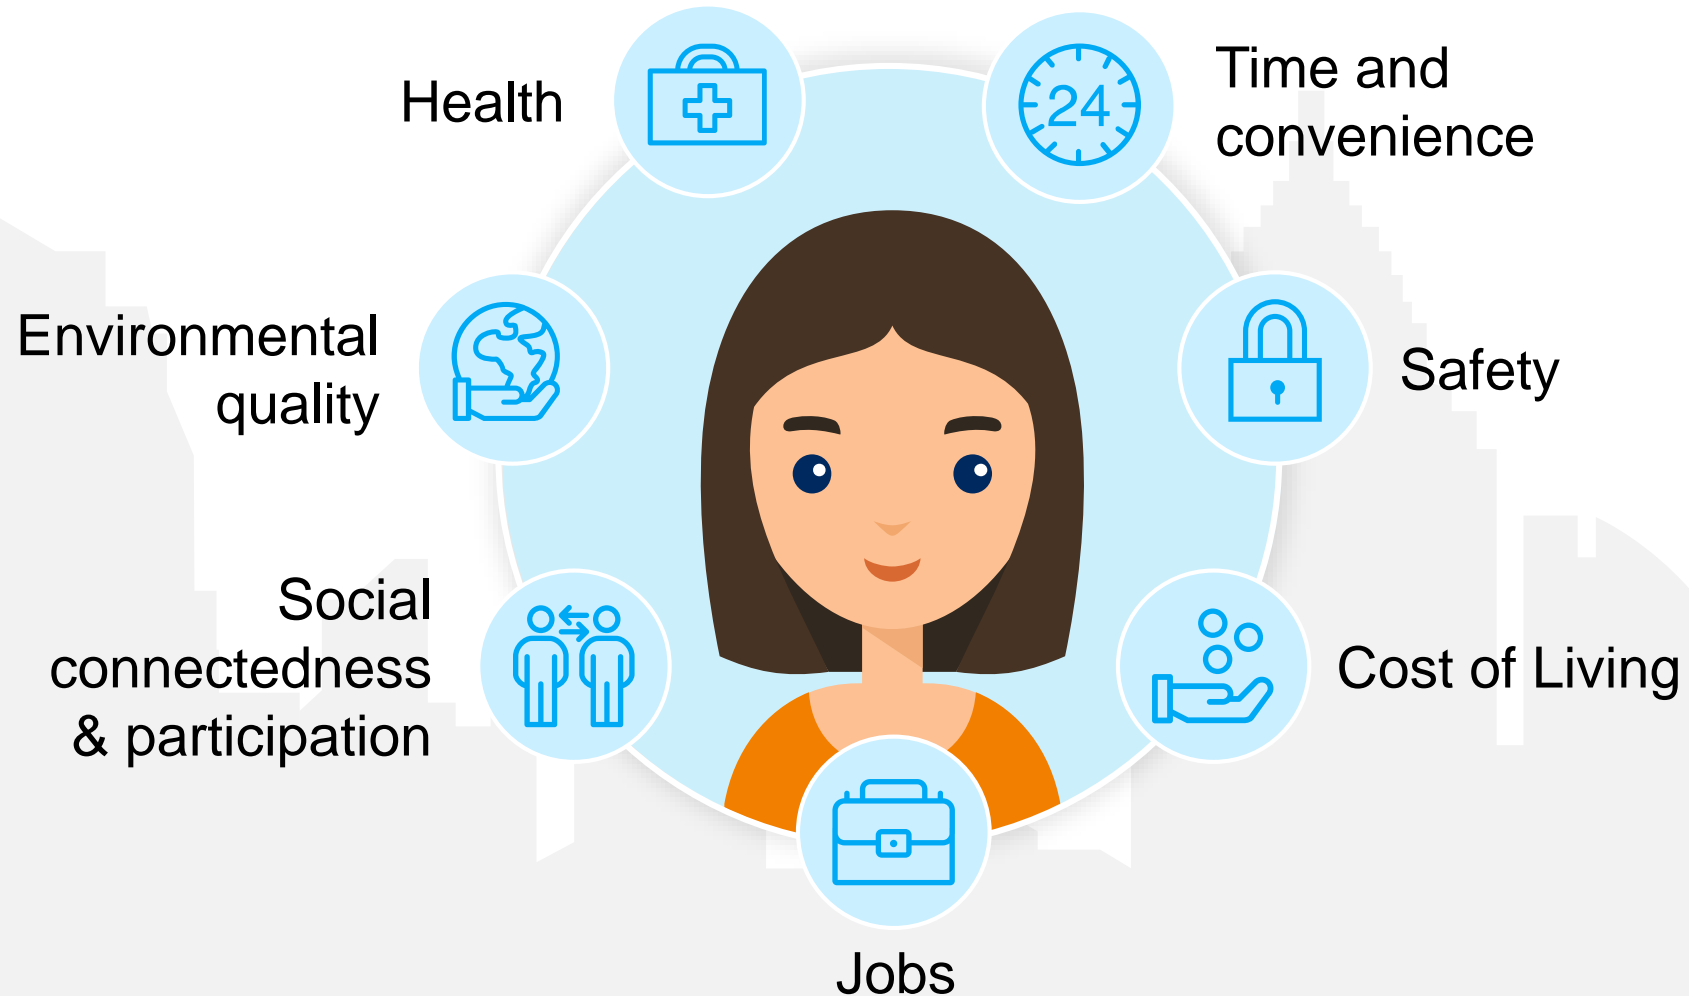 Health
Time and
convenience
24
Environmental
quality
Safety
Social
connectedness
& participation
Cost of Living
Jobs